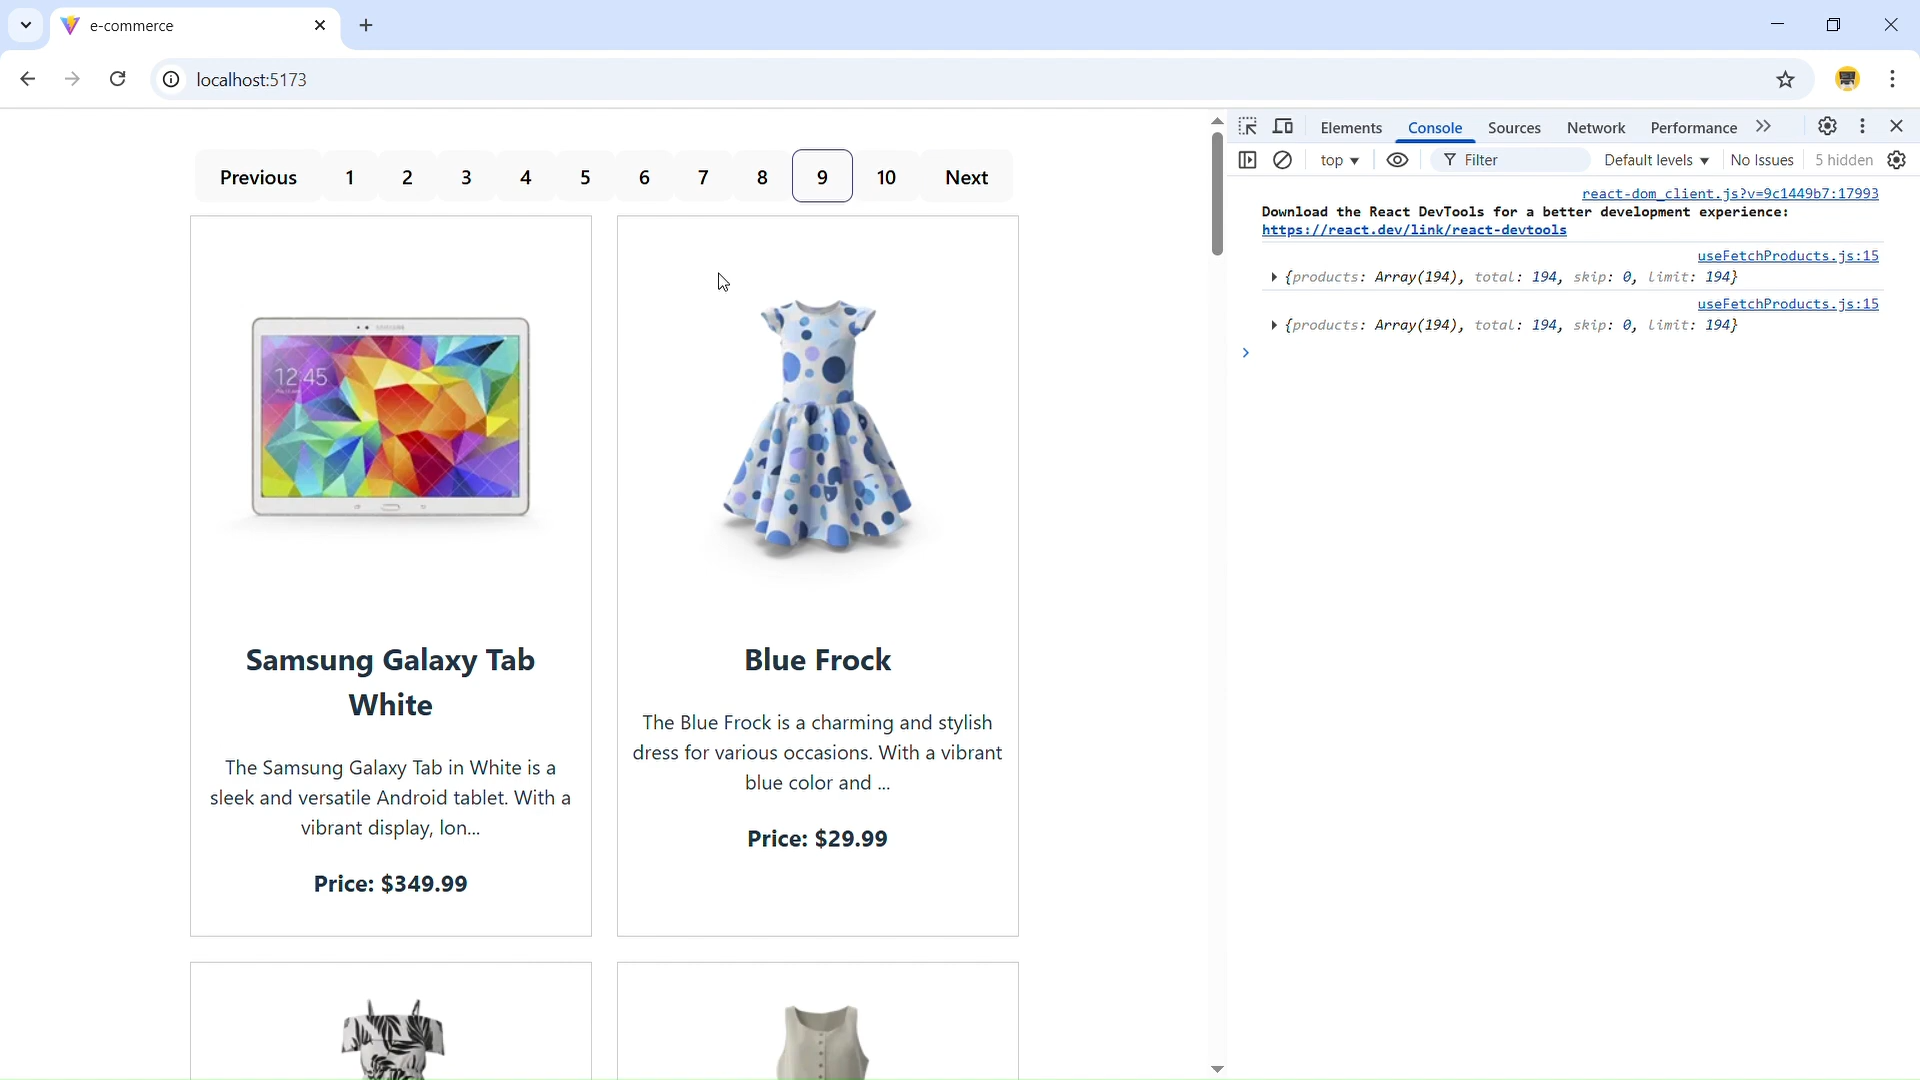 e-commerce
localhost:5173
Previous 1 2 3 4 5 6 7 8 9 10 Next
12:45
SAMSUNG
Samsung Galaxy Tab
White
The Samsung Galaxy Tab in White is a
sleek and versatile Android tablet. With a
vibrant display, lon...
Price: $349.99
Blue Frock
The Blue Frock is a charming and stylish
dress for various occasions. With a vibrant
blue color and ...
Price: $29.99
Elements Console Sources Network Performance
top Filter Default levels No Issues 5 hidden
react-dom_client.js?v=9c1449b7:17993
Download the React DevTools for a better development experience:
https://react.dev/link/react-devtools
useFetchProducts.js:15
{products: Array(194), total: 194, skip: 0, limit: 194}
useFetchProducts.js:15
{products: Array(194), total: 194, skip: 0, limit: 194}